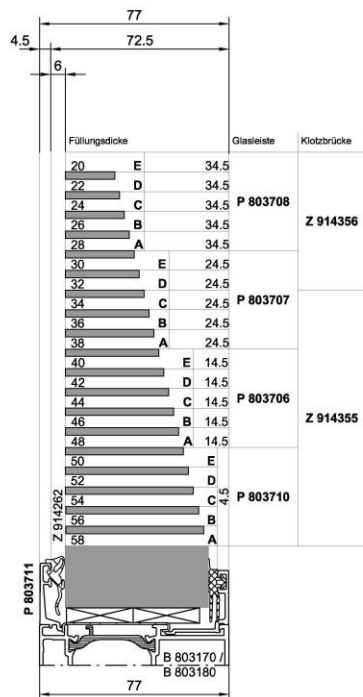 77
4.5 72.5
6
Füllungsdicke Glasleiste Klotzbrücke
20 E 34.5
22 D 34.5
24 C 34.5
26 B 34.5
28 A 34.5
P 803708
Z 914356
30 E 24.5
32 D 24.5
34 C 24.5
36 B 24.5
38 A 24.5
P 803707
40 E 14.5
42 D 14.5
44 C 14.5
46 B 14.5
48 A 14.5
P 803706
Z 914355
50 E
52 D
54 C
56 B
58 A
4.5
P 803710
Z 914262
P 803711
B 803170 /
B 803180
77